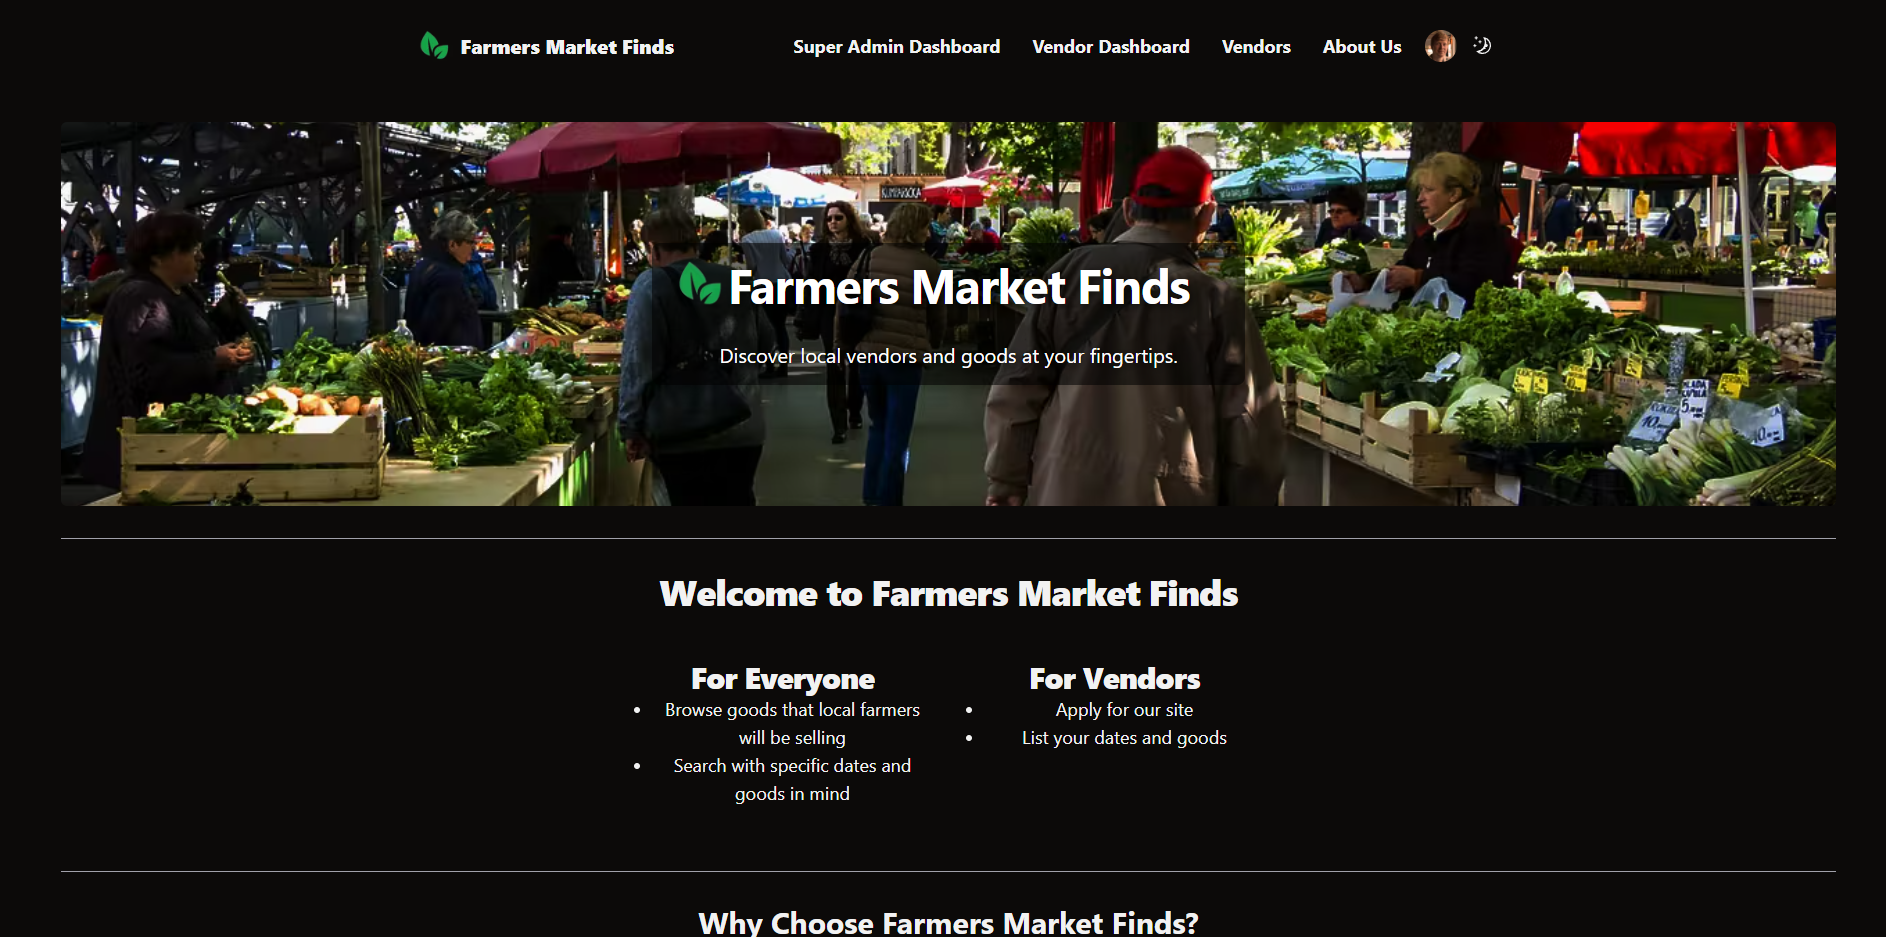 Farmers Market Finds
Super Admin Dashboard
Vendor Dashboard
Vendors
About Us
Farmers Market Finds
Discover local vendors and goods at your fingertips.
Welcome to Farmers Market Finds
For Everyone
Browse goods that local farmers
will be selling
Search with specific dates and
goods in mind
For Vendors
Apply for our site
List your dates and goods
Why Choose Farmers Market Finds?